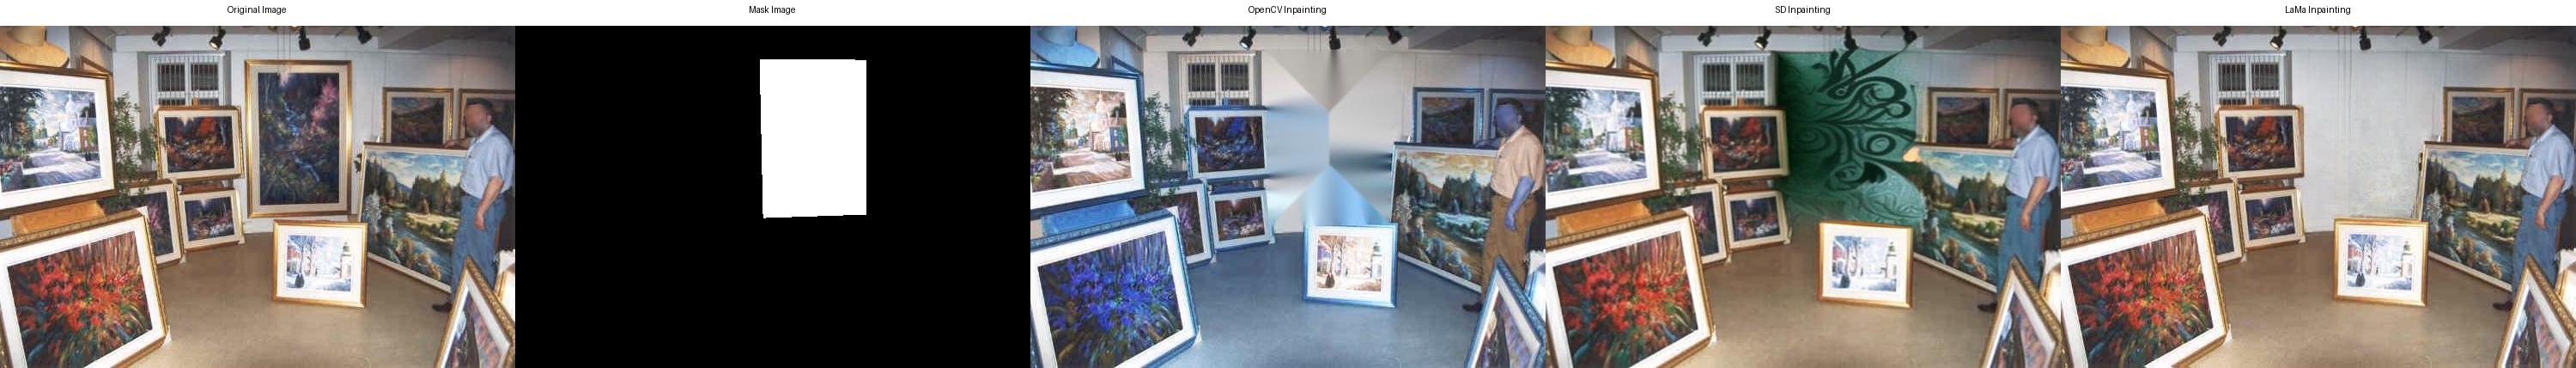 Original Image
Mask Image
OpenCV Inpainting
SD Inpainting
LaMa Inpainting